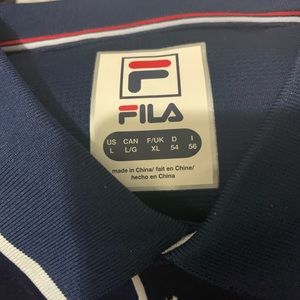 FILA
US CAN F/UK D I
L L/G XL 54 56
made in China/ fait en Chine/
hecho en China